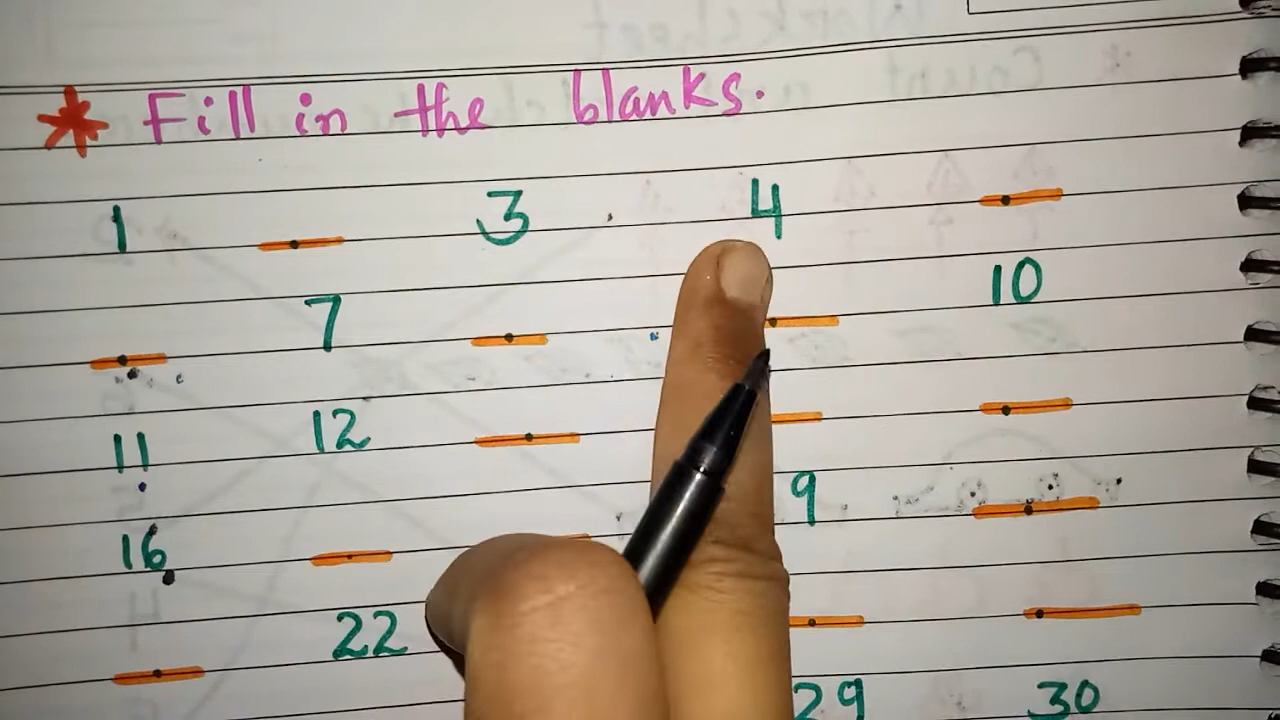 * Fill in the blanks.
1 _ 3 4 _
_ 7 _ _ 10
11 12 _ _ _
16 _ _ 9 _
_ 22 _ _
29 30